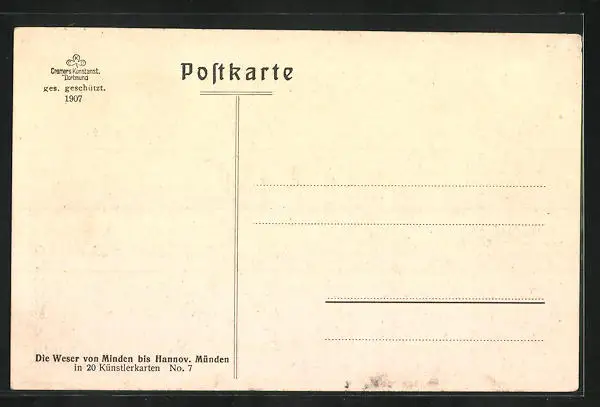 Cramers Kunstanst.
Dortmund
ges. geschützt.
1907
Poſtkarte
Die Weser von Minden bis Hannov. Münden
in 20 Künstlerkarten No. 7